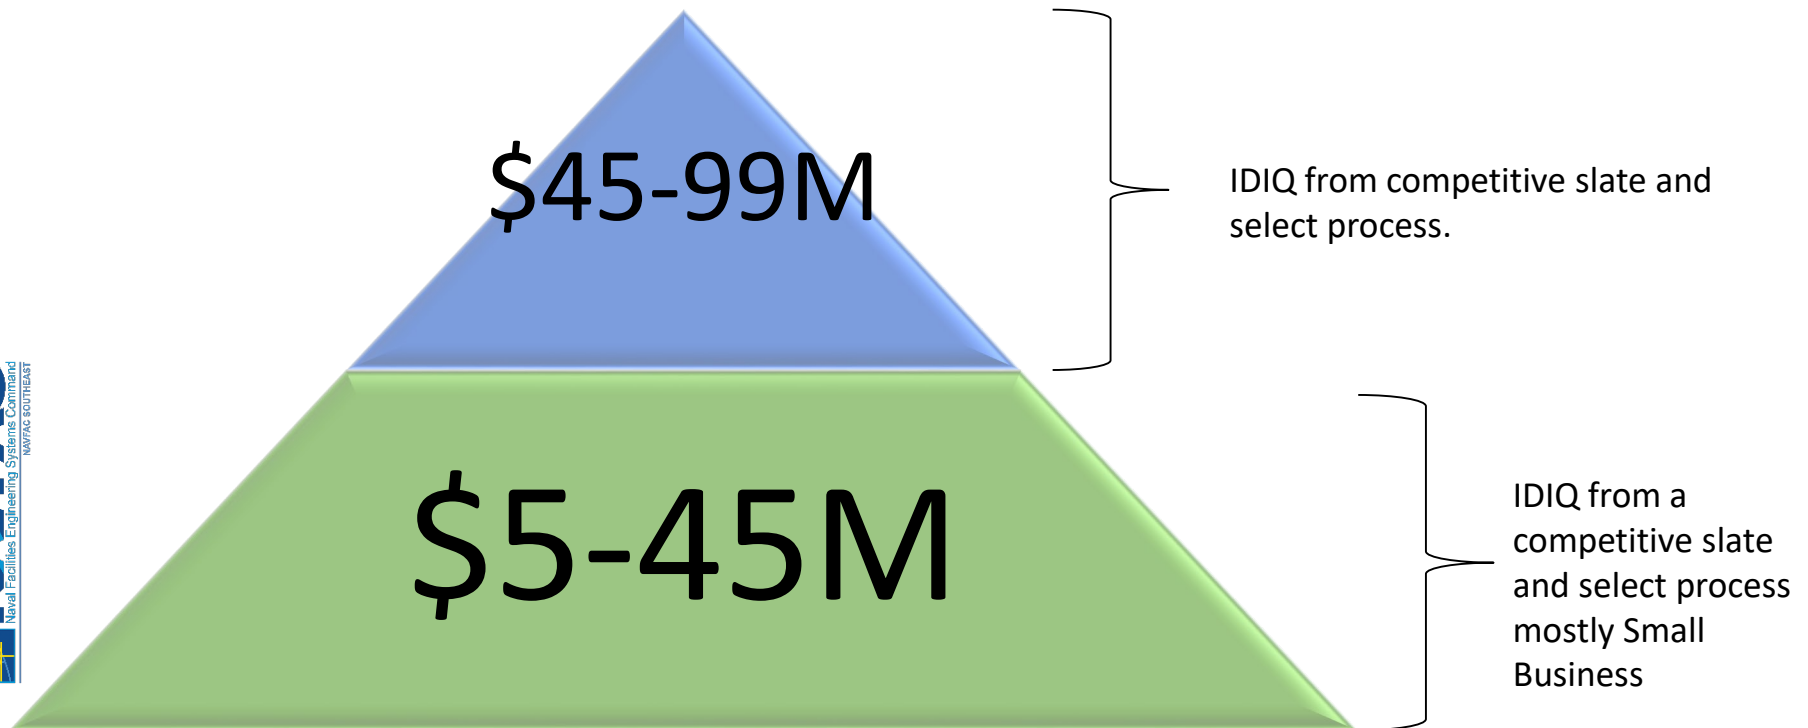 $45-99M
IDIQ from competitive slate and
select process.
$5-45M
IDIQ from a
competitive slate
and select process
mostly Small
Business
Naval Facilities Engineering Systems Command
NAVFAC SOUTHEAST